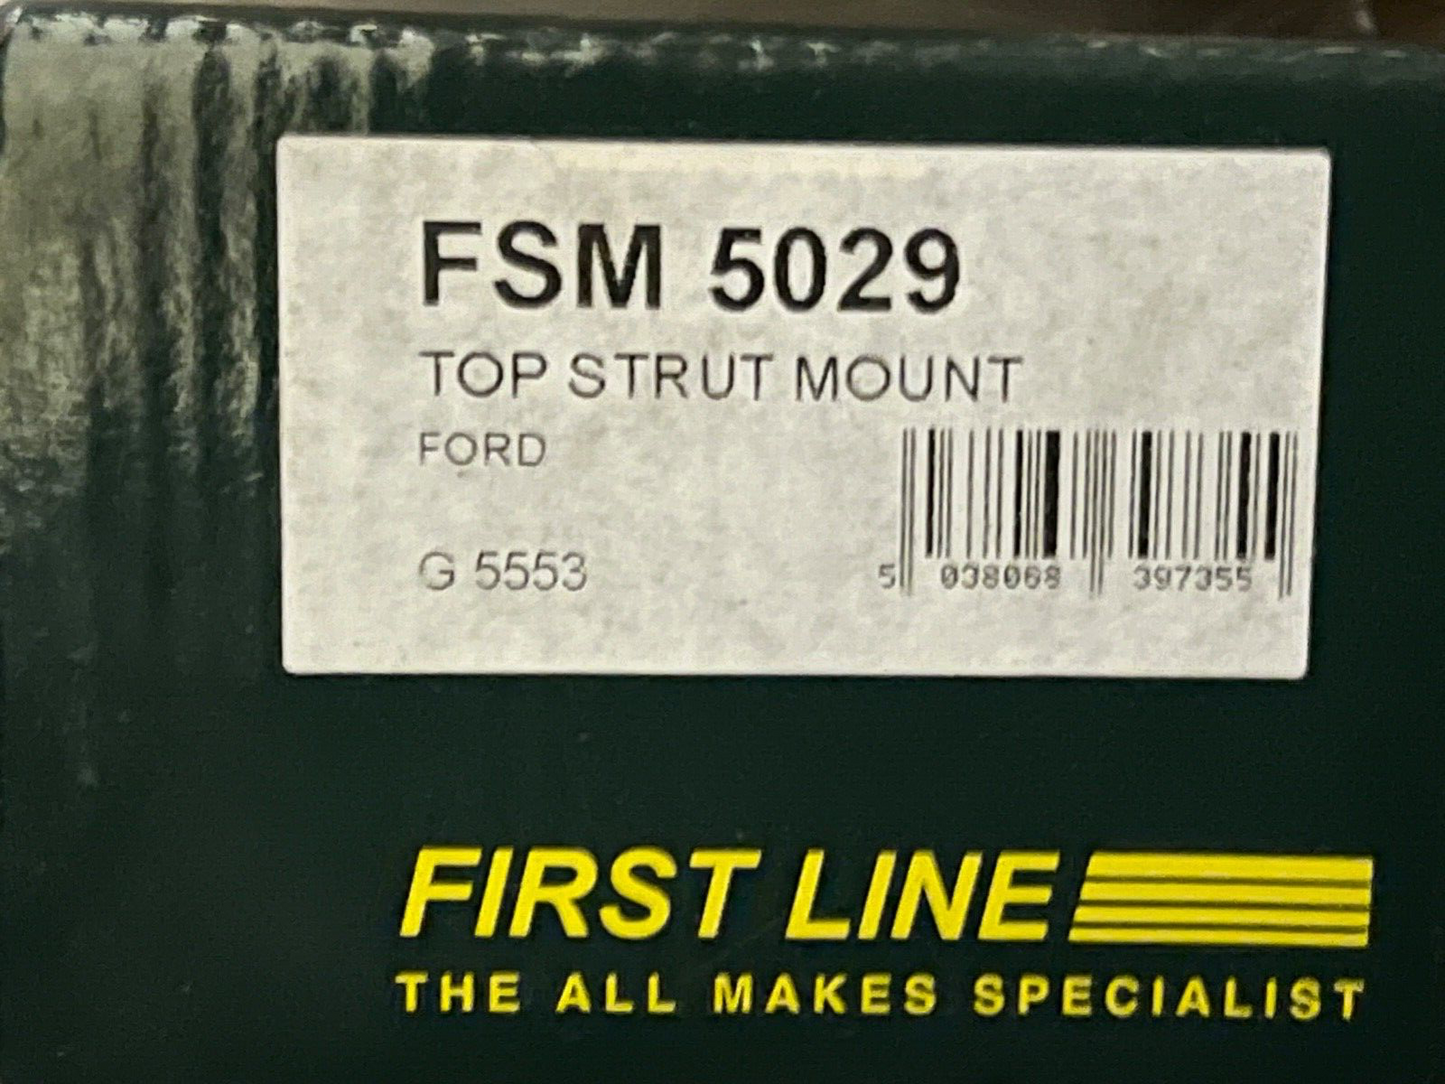 FSM 5029
TOP STRUT MOUNT
FORD
G 5553
5 038068 397355
FIRST LINE
THE ALL MAKES SPECIALIST